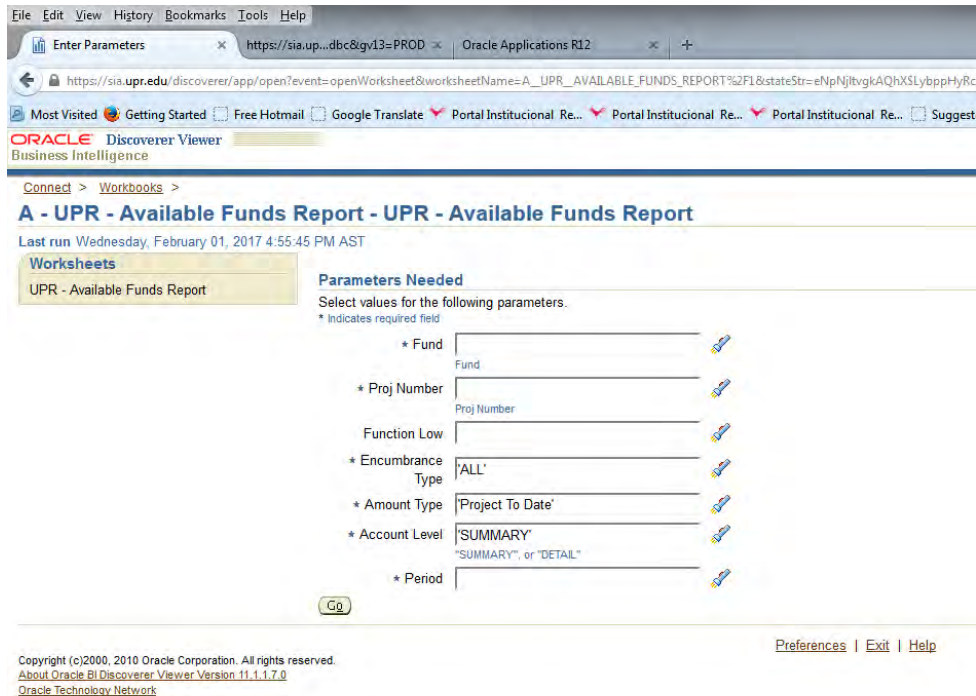 File Edit View History Bookmarks Tools Help
Enter Parameters × https://sia.up...dbc&gv13=PROD × Oracle Applications R12 × +
https://sia.upr.edu/discoverer/app/open?event=openWorksheet&worksheetName=A__UPR__AVAILABLE_FUNDS_REPORT%2F1&stateStr=
Most Visited Getting Started Free Hotmail Google Translate Portal Institucional Re... Portal Institucional Re... Portal Institucional Re... Suggest
ORACLE Discoverer Viewer
Business Intelligence
Connect > Workbooks >
A - UPR - Available Funds Report - UPR - Available Funds Report
Last run Wednesday, February 01, 2017 4:55:45 PM AST
Worksheets
UPR - Available Funds Report
Parameters Needed
Select values for the following parameters.
* Indicates required field
* Fund
Fund
* Proj Number
Proj Number
Function Low
* Encumbrance
Type 'ALL'
* Amount Type 'Project To Date'
* Account Level 'SUMMARY'
"SUMMARY", or "DETAIL"
* Period
Go
Preferences | Exit | Help
Copyright (c)2000, 2010 Oracle Corporation. All rights reserved.
About Oracle BI Discoverer Viewer Version 11.1.1.7.0
Oracle Technology Network